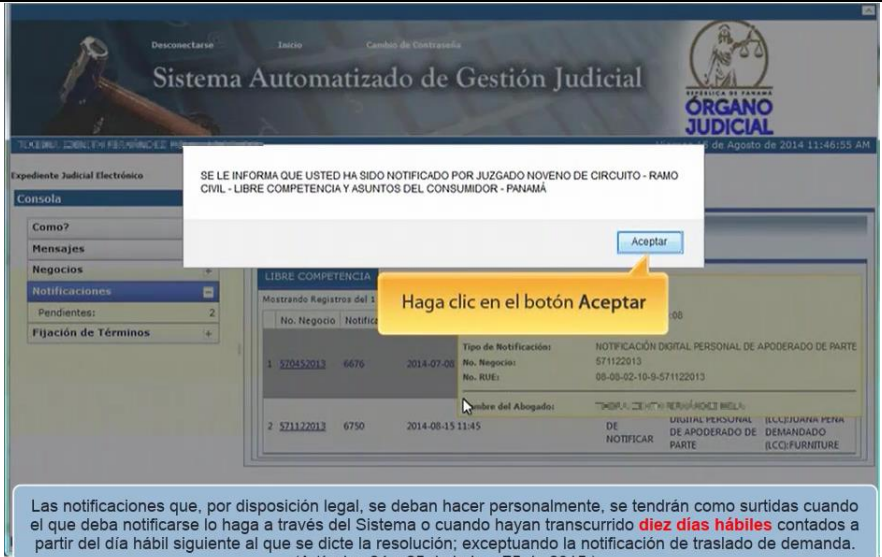 Desconectarse Inicio Cambio de Contraseña
Sistema Automatizado de Gestión Judicial
REPÚBLICA DE PANAMÁ
ÓRGANO
JUDICIAL
de Agosto de 2014 11:46:55 AM
Expediente Judicial Electrónico
Consola
SE LE INFORMA QUE USTED HA SIDO NOTIFICADO POR JUZGADO NOVENO DE CIRCUITO - RAMO
CIVIL - LIBRE COMPETENCIA Y ASUNTOS DEL CONSUMIDOR - PANAMÁ
Aceptar
Como?
Mensajes
Negocios +
Notificaciones −
Pendientes: 2
Fijación de Términos +
LIBRE COMPETENCIA
Haga clic en el botón Aceptar
Mostrando Registros del 1
:08
No. Negocio Notifica
Tipo de Notificación: NOTIFICACIÓN DIGITAL PERSONAL DE APODERADO DE PARTE
1 570452013 6676 2014-07-08
No. Negocio: 571122013
No. RUE: 08-08-02-10-9-571122013
Nombre del Abogado:
2 571122013 6750 2014-08-15 11:45
DE
NOTIFICAR
DIGITAL PERSONAL
DE APODERADO DE
PARTE
(LCC):JUANA PEÑA
DEMANDADO
(LCC):FURNITURE
Las notificaciones que, por disposición legal, se deban hacer personalmente, se tendrán como surtidas cuando
el que deba notificarse lo haga a través del Sistema o cuando hayan transcurrido diez días hábiles contados a
partir del día hábil siguiente al que se dicte la resolución; exceptuando la notificación de traslado de demanda.